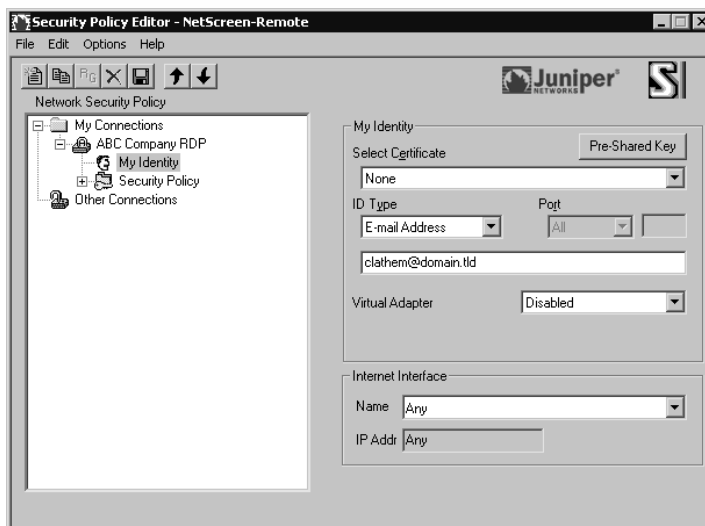 Security Policy Editor - NetScreen-Remote
File Edit Options Help
Network Security Policy
Juniper®
NETWORKS
S
My Connections
ABC Company RDP
My Identity
Security Policy
Other Connections
My Identity
Pre-Shared Key
Select Certificate
None
ID Type
Port
E-mail Address
All
clathem@domain.tld
Virtual Adapter
Disabled
Internet Interface
Name
Any
IP Addr
Any